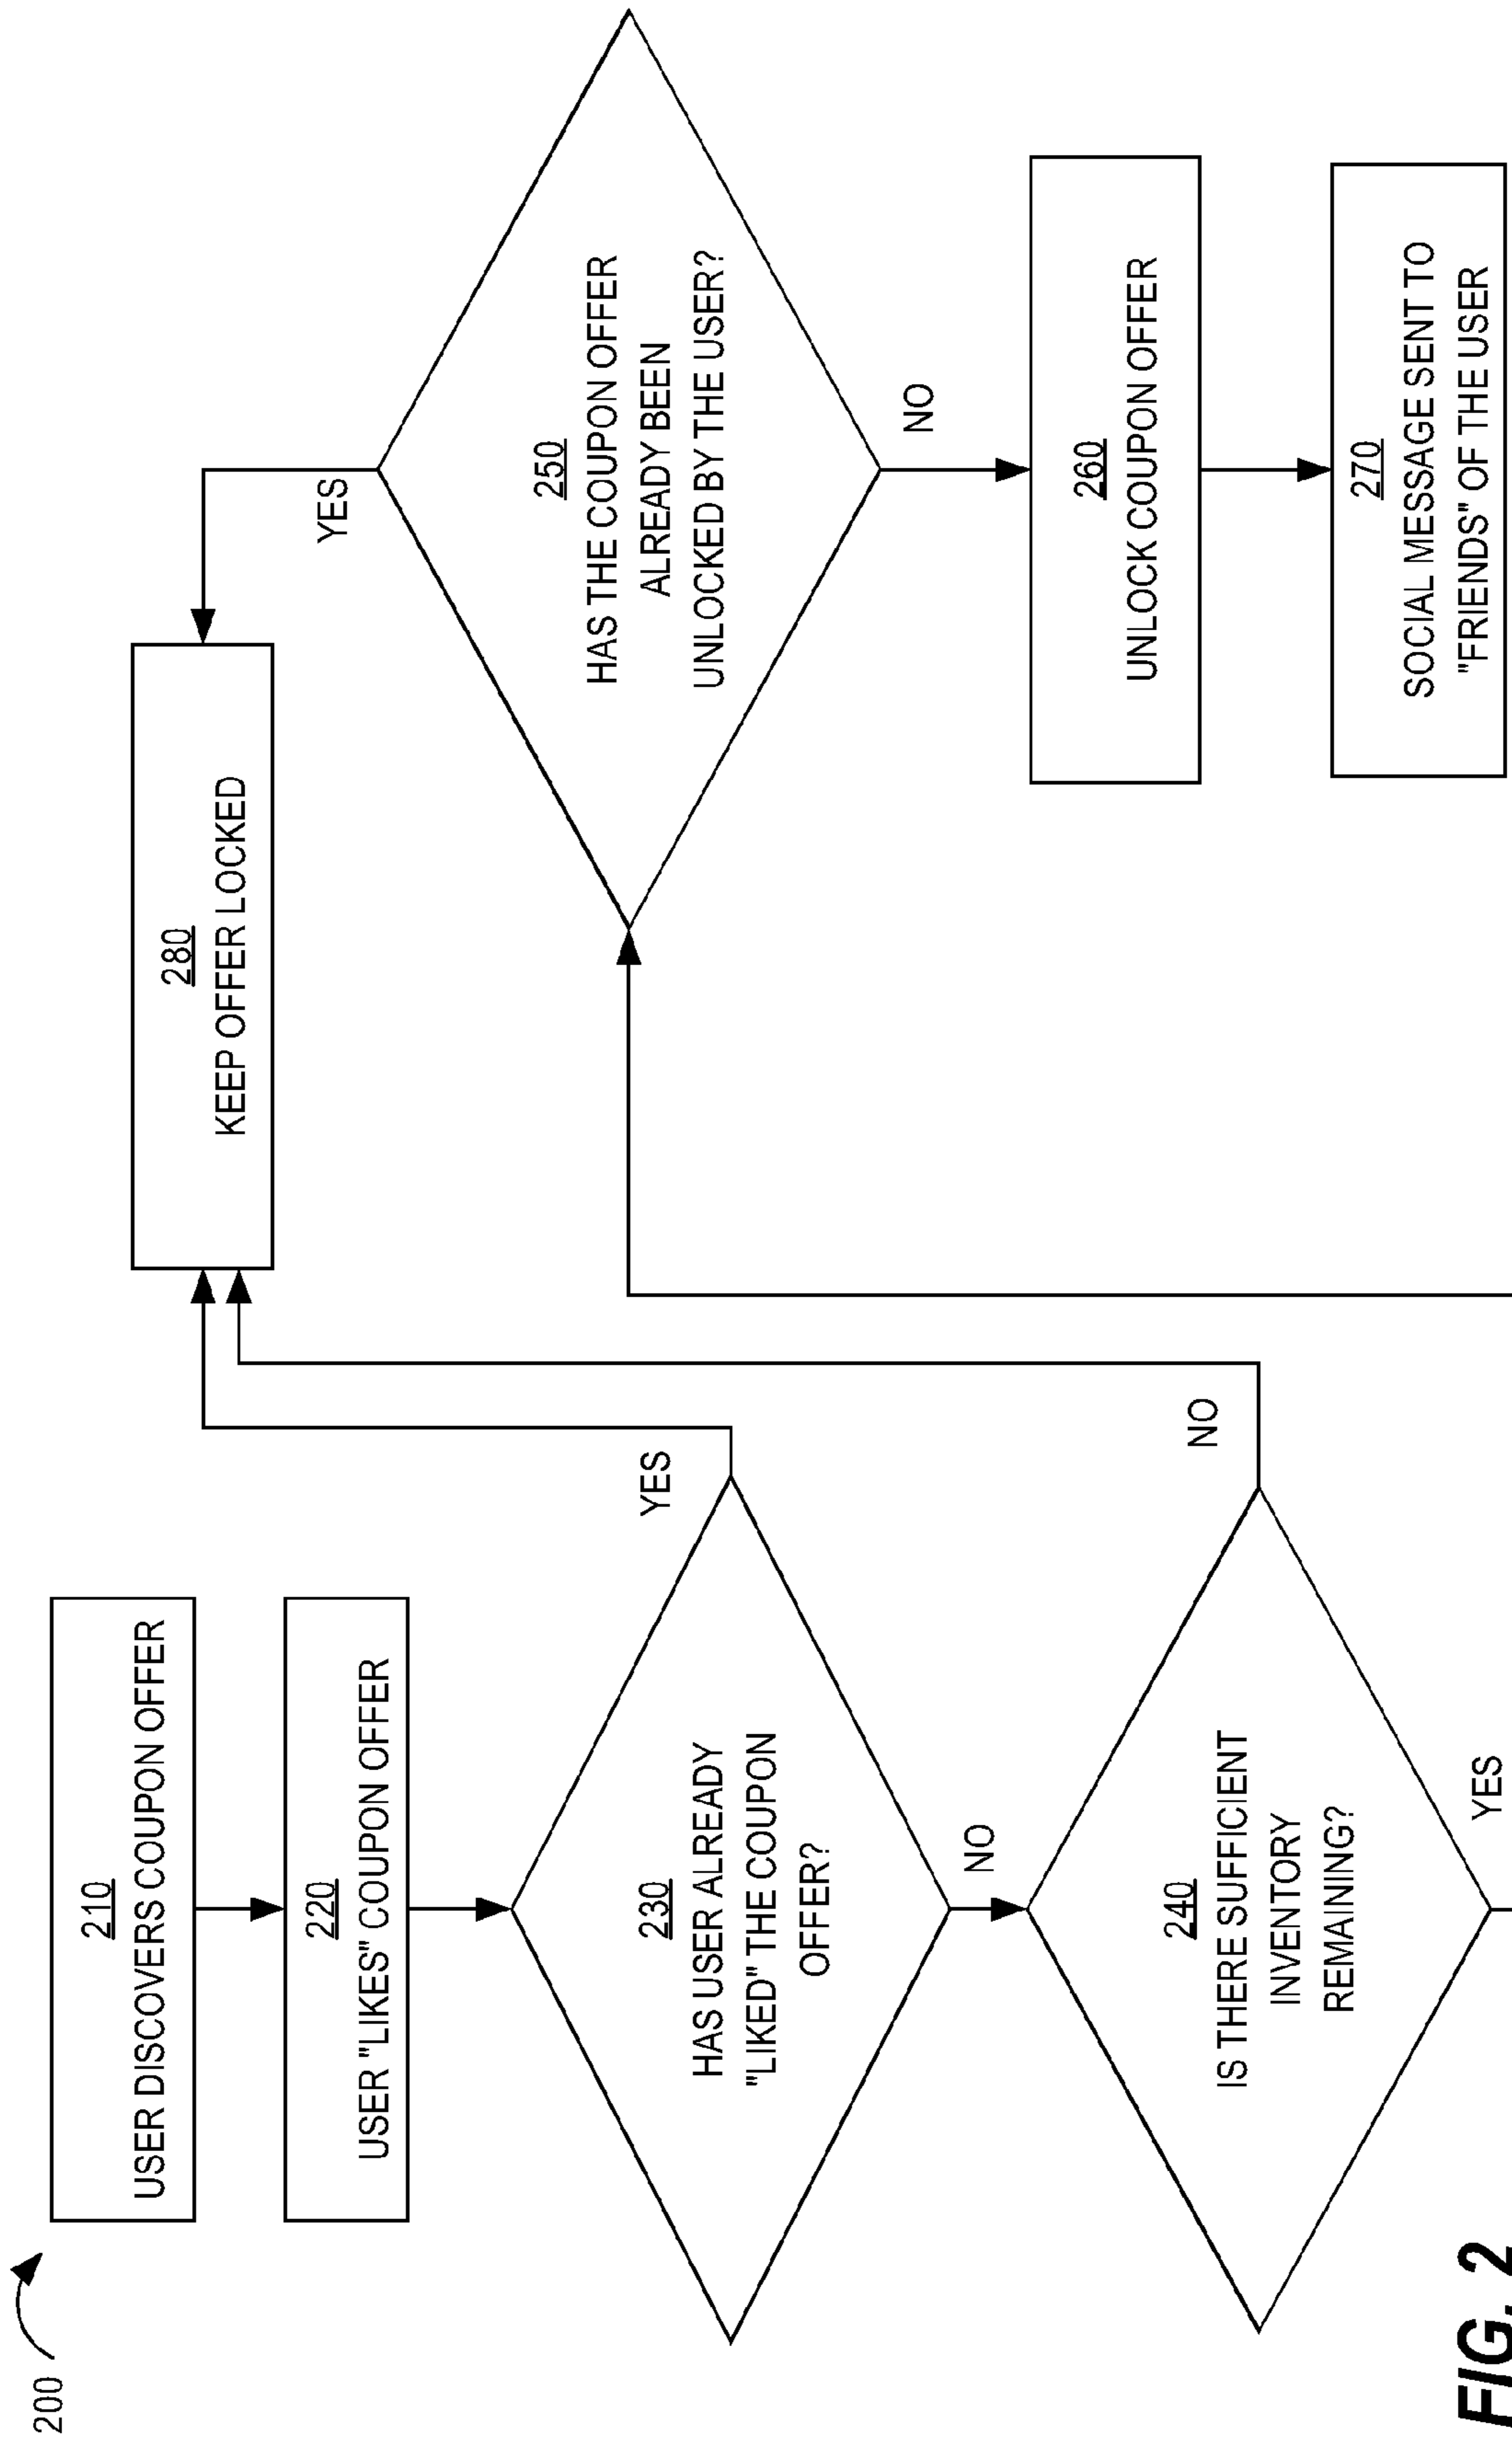 200
210
USER DISCOVERS COUPON OFFER
220
USER "LIKES" COUPON OFFER
230
HAS USER ALREADY
"LIKED" THE COUPON
OFFER?
YES
NO
240
IS THERE SUFFICIENT
INVENTORY
REMAINING?
NO
YES
280
KEEP OFFER LOCKED
YES
250
HAS THE COUPON OFFER
ALREADY BEEN
UNLOCKED BY THE USER?
NO
260
UNLOCK COUPON OFFER
270
SOCIAL MESSAGE SENT TO
"FRIENDS" OF THE USER
FIG. 2